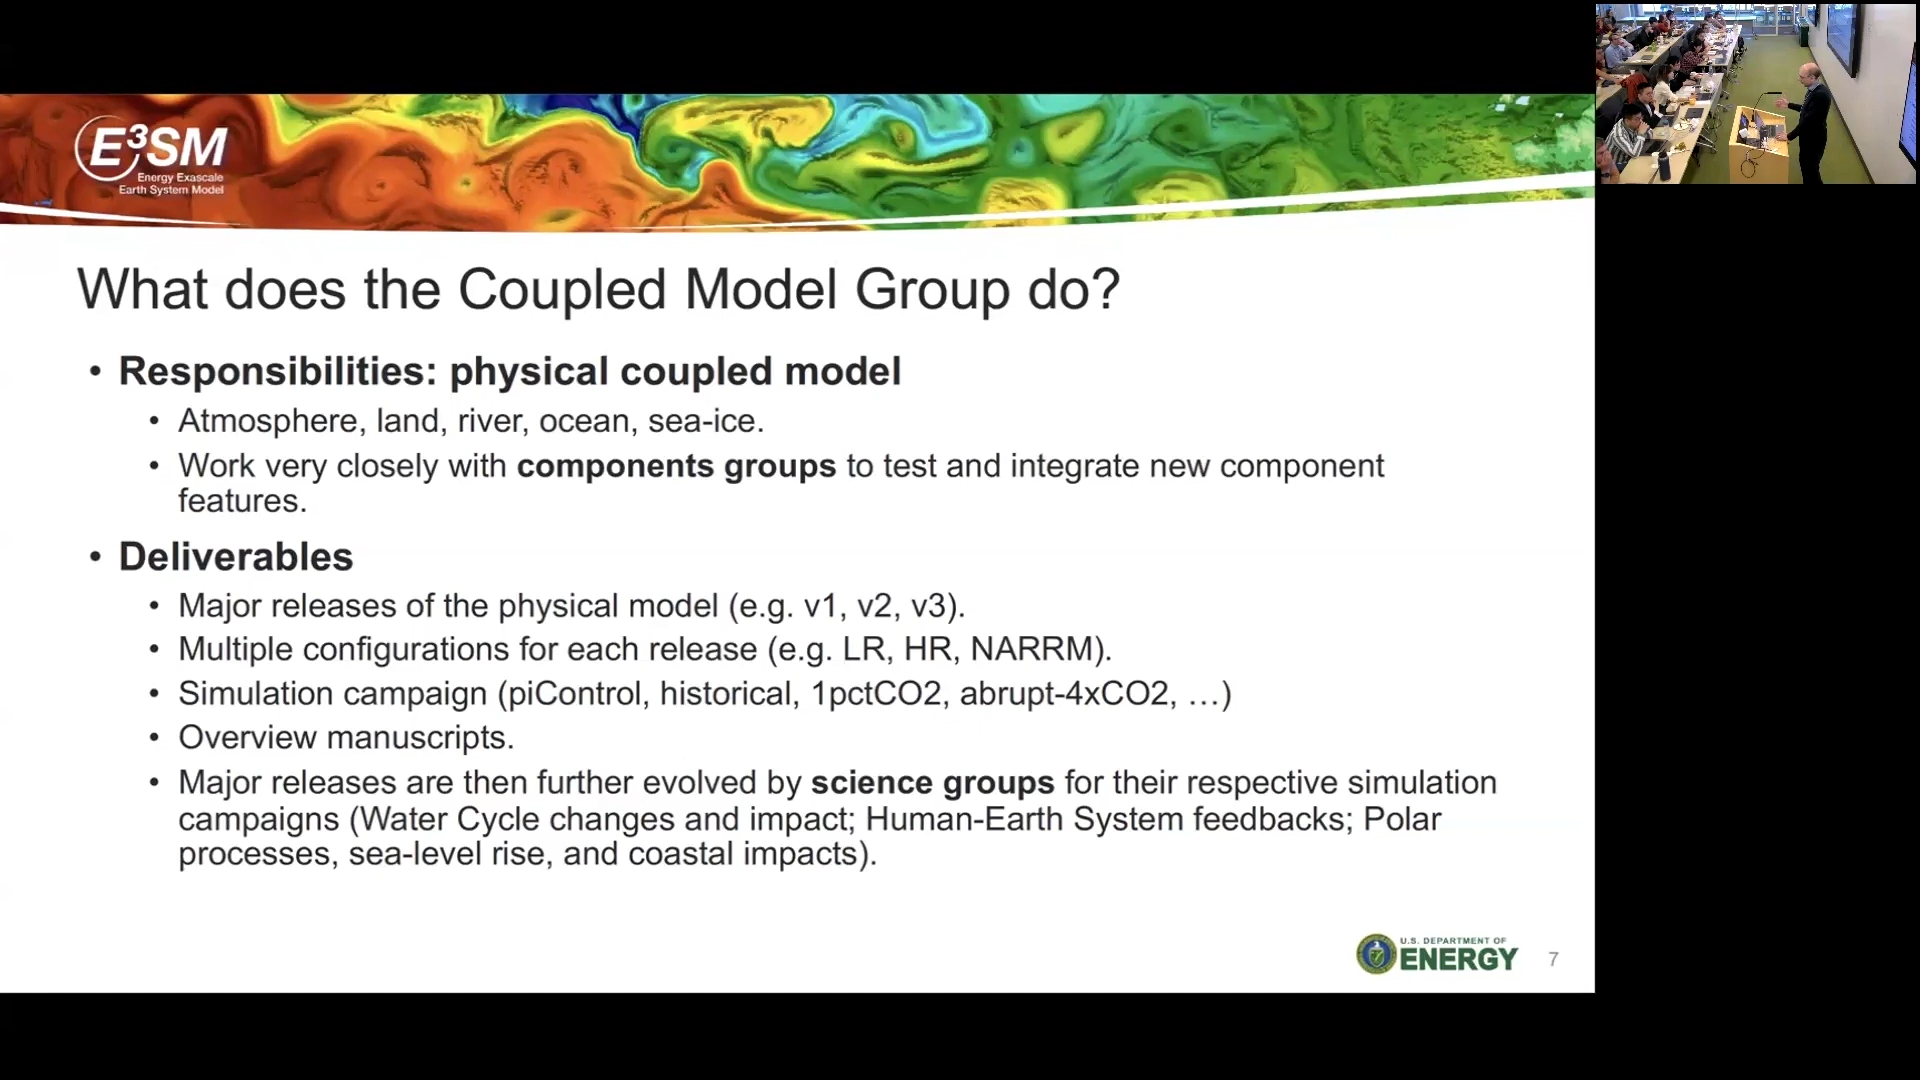 E3SM
Energy Exascale
Earth System Model
What does the Coupled Model Group do?
• Responsibilities: physical coupled model
• Atmosphere, land, river, ocean, sea-ice.
• Work very closely with components groups to test and integrate new component
features.
• Deliverables
• Major releases of the physical model (e.g. v1, v2, v3).
• Multiple configurations for each release (e.g. LR, HR, NARRM).
• Simulation campaign (piControl, historical, 1pctCO2, abrupt-4xCO2, …)
• Overview manuscripts.
• Major releases are then further evolved by science groups for their respective simulation
campaigns (Water Cycle changes and impact; Human-Earth System feedbacks; Polar
processes, sea-level rise, and coastal impacts).
U.S. DEPARTMENT OF
ENERGY
7